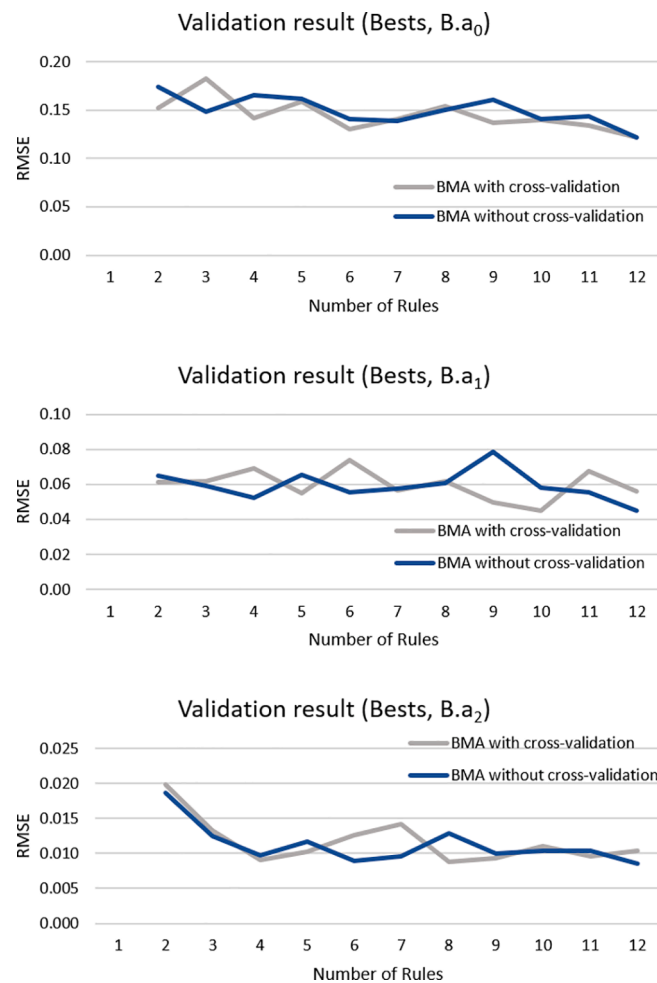 Validation result (Bests, B.a₀)
0.20
0.15
0.10
0.05
0.00
RMSE
BMA with cross-validation
BMA without cross-validation
1 2 3 4 5 6 7 8 9 10 11 12
Number of Rules
Validation result (Bests, B.a₁)
0.10
0.08
0.06
0.04
0.02
0.00
RMSE
BMA with cross-validation
BMA without cross-validation
1 2 3 4 5 6 7 8 9 10 11 12
Number of Rules
Validation result (Bests, B.a₂)
0.025
0.020
0.015
0.010
0.005
0.000
RMSE
BMA with cross-validation
BMA without cross-validation
1 2 3 4 5 6 7 8 9 10 11 12
Number of Rules